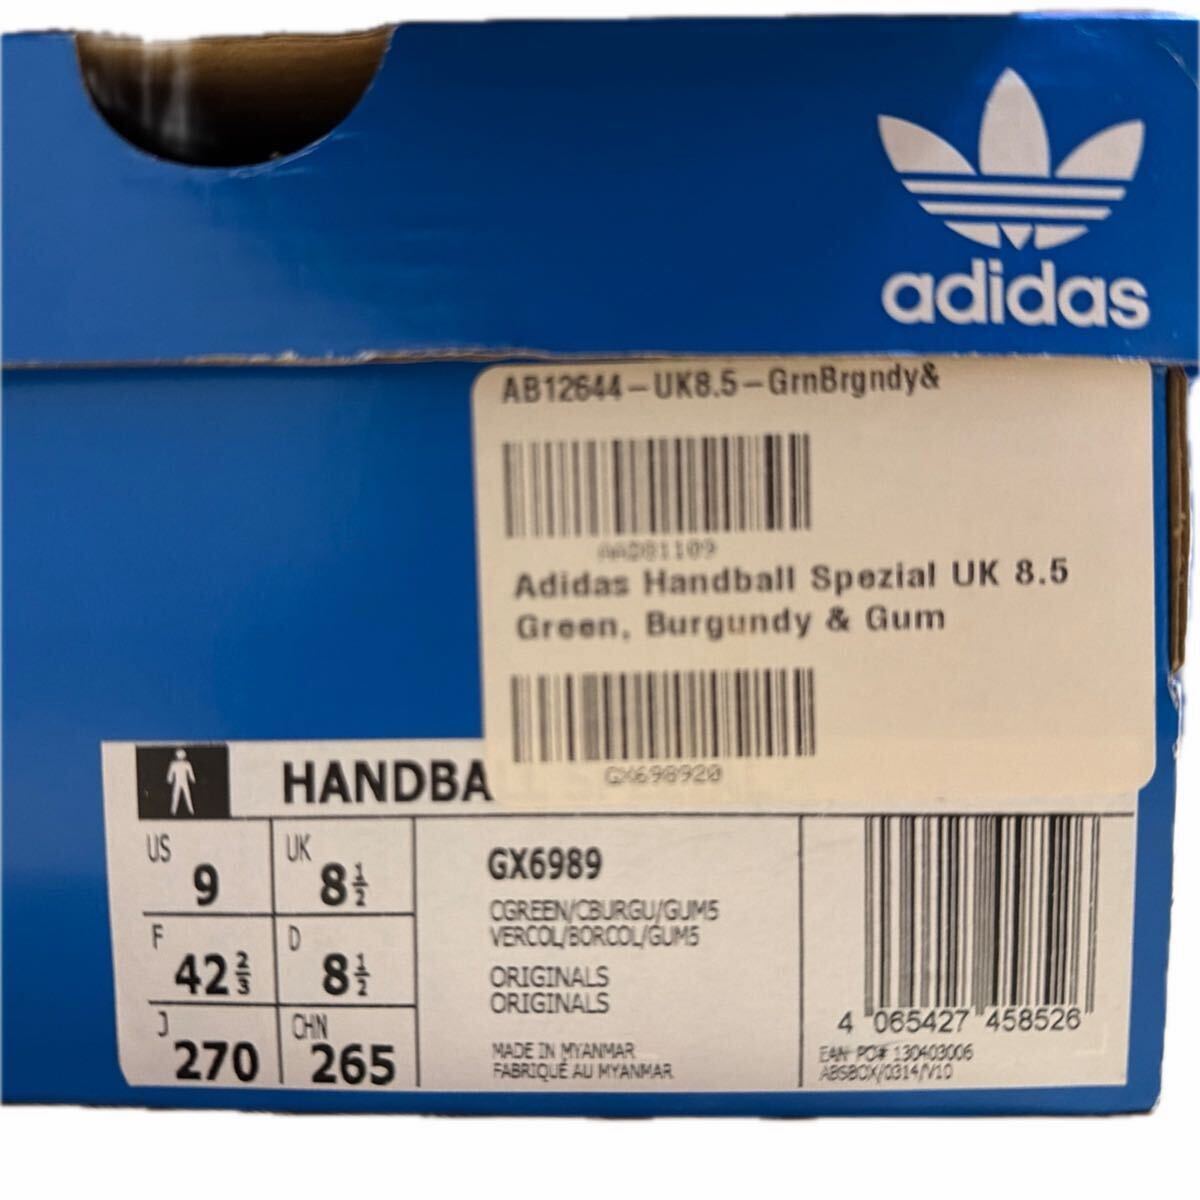 adidas
AB12644-UK8.5-GrnBrgndy&
AAD81109
Adidas Handball Spezial UK 8.5
Green, Burgundy & Gum
GX698920
HANDBA
US 9 UK 8½
F 42⅔ D 8½
J 270 CHN 265
GX6989
CGREEN/CBURGU/GUM5
VERCOL/BORCOL/GUM5
ORIGINALS
ORIGINALS
MADE IN MYANMAR
FABRIQUÉ AU MYANMAR
4 065427 458526
EAN PO# 130403006
ABSBOX/0314/V10